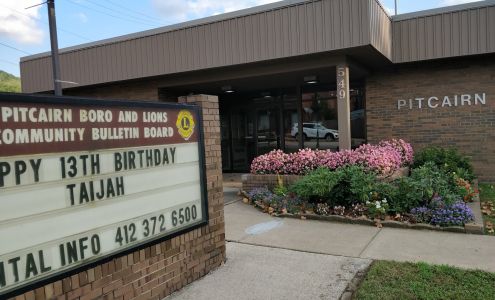 PITCAIRN BORO AND LIONS
COMMUNITY BULLETIN BOARD
L
PPY 13TH BIRTHDAY
TAIJAH
NTAL INFO 412 372 6500
549
PITCAIRN